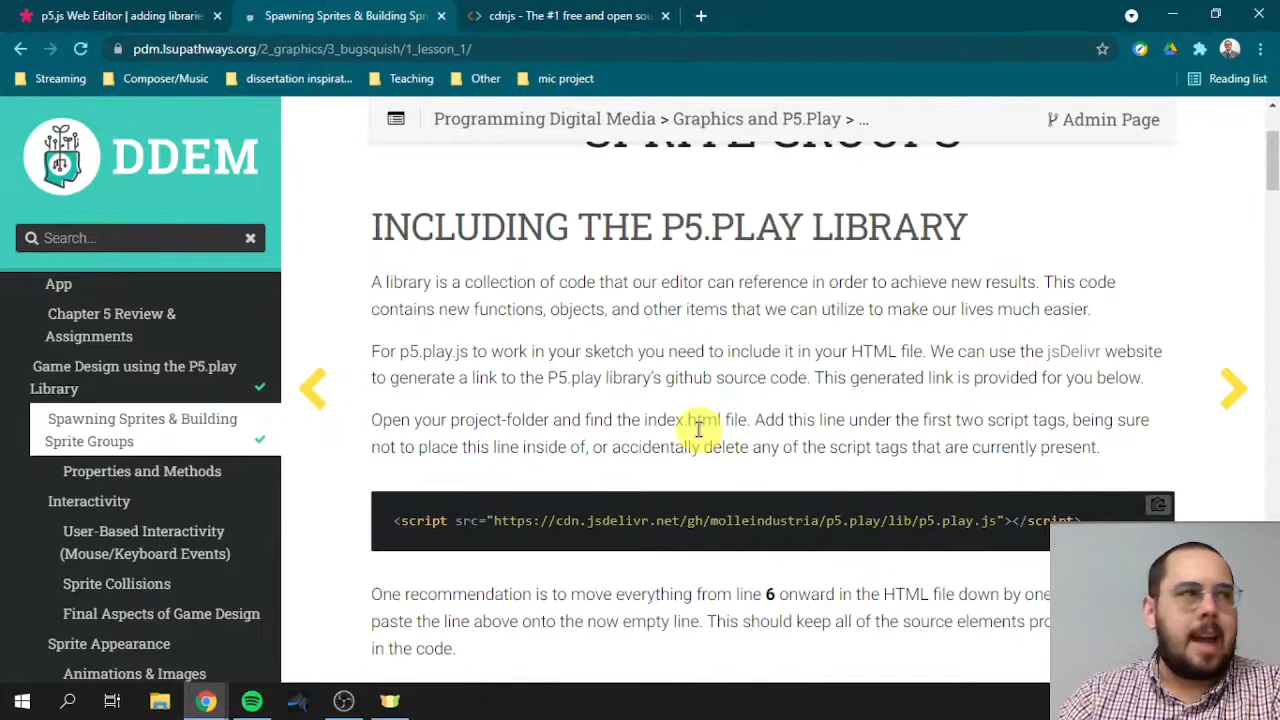 p5.js Web Editor | adding librarie
Spawning Sprites & Building Spr
cdnjs - The #1 free and open sou
pdm.lsupathways.org/2_graphics/3_bugsquish/1_lesson_1/
Streaming
Composer/Music
dissertation inspirat...
Teaching
Other
mic project
Reading list
DDEM
Search...
App
Chapter 5 Review &
Assignments
Game Design using the P5.play
Library
Spawning Sprites & Building
Sprite Groups
Properties and Methods
Interactivity
User-Based Interactivity
(Mouse/Keyboard Events)
Sprite Collisions
Final Aspects of Game Design
Sprite Appearance
Animations & Images
Programming Digital Media > Graphics and P5.Play > ...
Admin Page
SPRITE GROUPS
INCLUDING THE P5.PLAY LIBRARY
A library is a collection of code that our editor can reference in order to achieve new results. This code
contains new functions, objects, and other items that we can utilize to make our lives much easier.
For p5.play.js to work in your sketch you need to include it in your HTML file. We can use the jsDelivr website
to generate a link to the P5.play library's github source code. This generated link is provided for you below.
Open your project-folder and find the index.html file. Add this line under the first two script tags, being sure
not to place this line inside of, or accidentally delete any of the script tags that are currently present.
<script src="https://cdn.jsdelivr.net/gh/molleindustria/p5.play/lib/p5.play.js"></script>
One recommendation is to move everything from line 6 onward in the HTML file down by one
paste the line above onto the now empty line. This should keep all of the source elements pro
in the code.